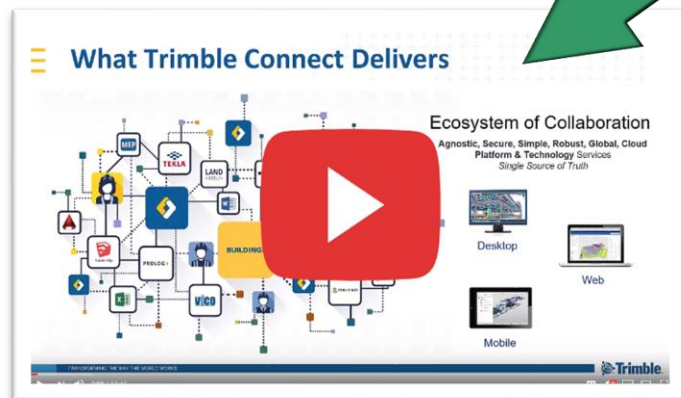 What Trimble Connect Delivers
Ecosystem of Collaboration
Agnostic, Secure, Simple, Robust, Global, Cloud
Platform & Technology Services
Single Source of Truth
MEP
TEKLA
LAND
BUILDING
PROLOG
VICO
Desktop
Web
Mobile
TRANSFORMING THE WAY THE WORLD WORKS
Trimble